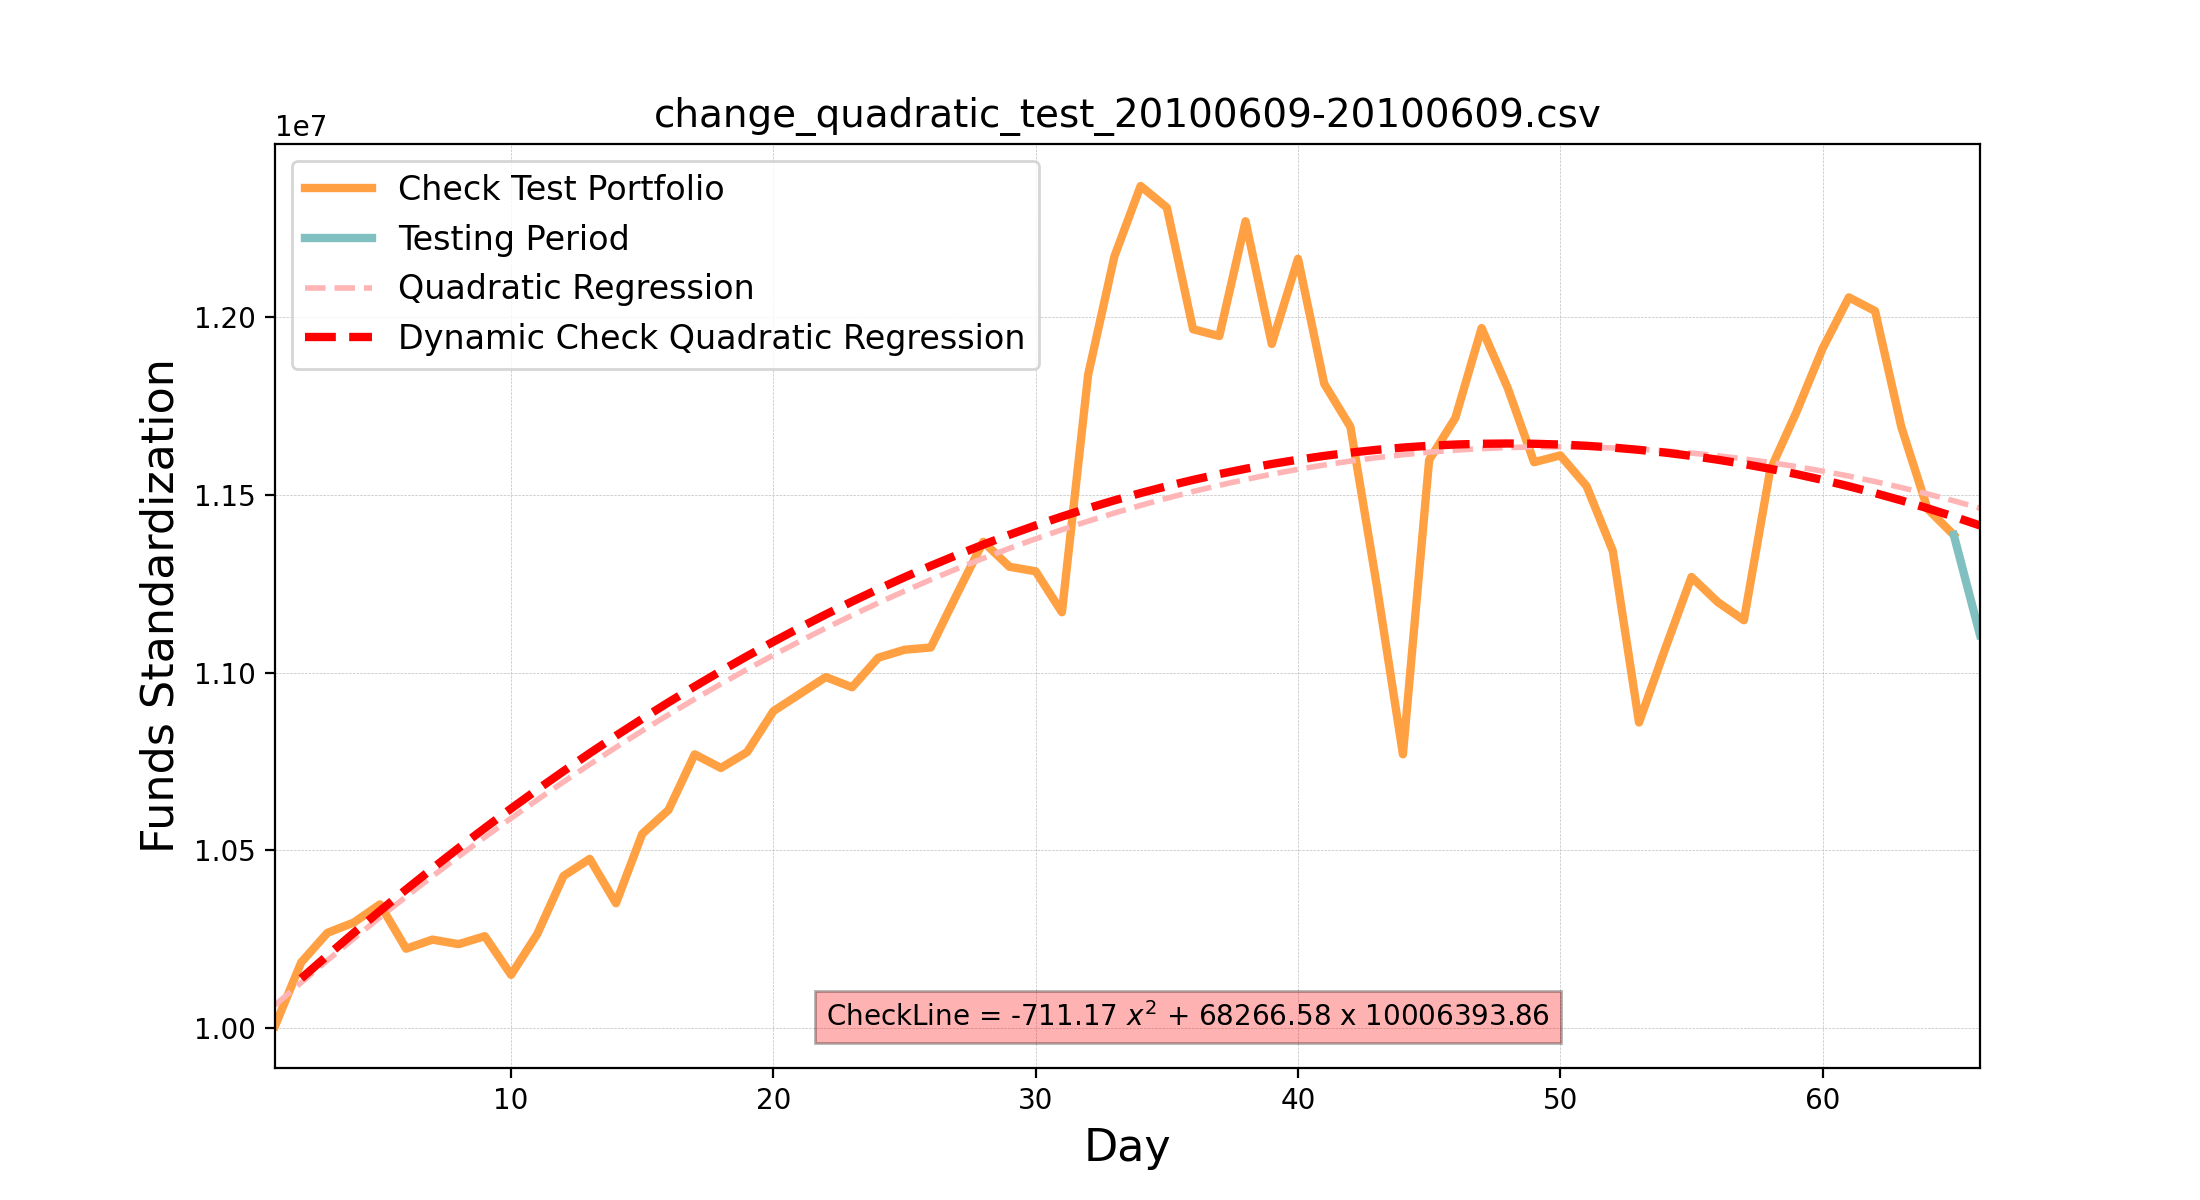 change_quadratic_test_20100609-20100609.csv
1e7
Check Test Portfolio
Testing Period
Quadratic Regression
Dynamic Check Quadratic Regression
Funds Standardization
1.20
1.15
1.10
1.05
1.00
CheckLine = -711.17 x² + 68266.58 x 10006393.86
10 20 30 40 50 60
Day